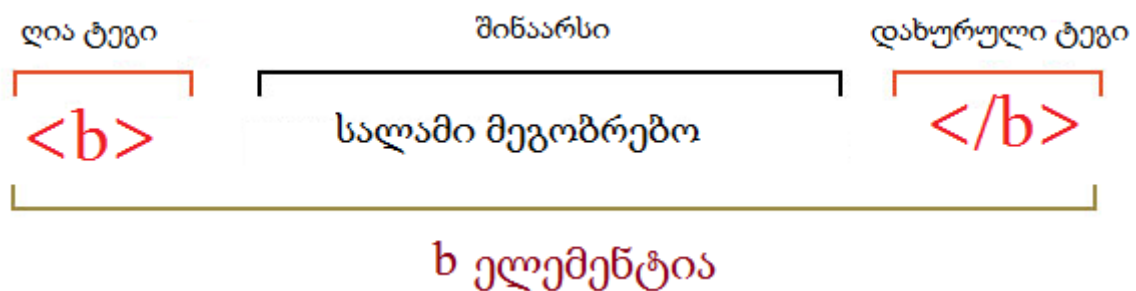 ღია ტეგი შინაარსი დახურული ტეგი
<b> სალამი მეგობრებო </b>
b ელემენტია